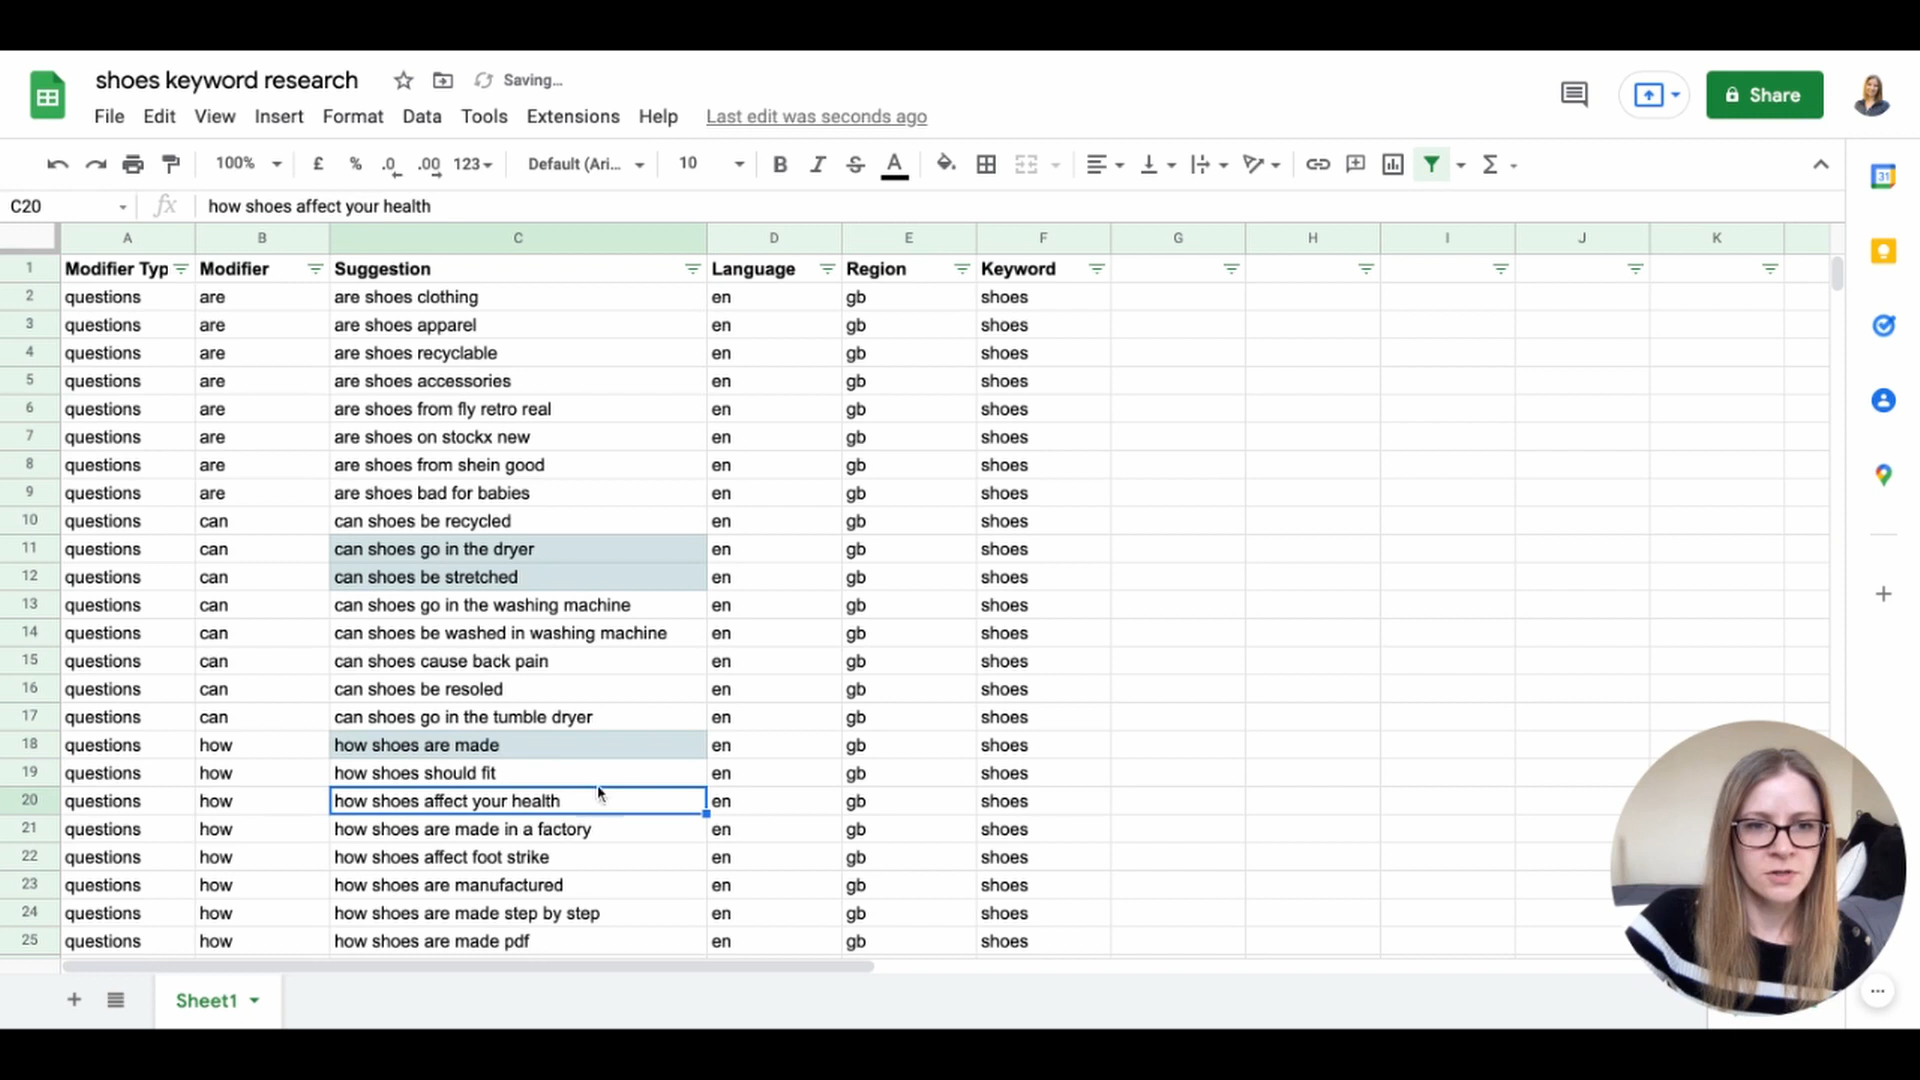 shoes keyword research Saving...
File Edit View Insert Format Data Tools Extensions Help Last edit was seconds ago
Share
100% £ % .0 .00 123 Default (Ari... 10 B I S A Σ
31
C20 fx how shoes affect your health
A B C D E F G H I J K
1 Modifier Typ Modifier Suggestion Language Region Keyword
2 questions are are shoes clothing en gb shoes
3 questions are are shoes apparel en gb shoes
4 questions are are shoes recyclable en gb shoes
5 questions are are shoes accessories en gb shoes
6 questions are are shoes from fly retro real en gb shoes
7 questions are are shoes on stockx new en gb shoes
8 questions are are shoes from shein good en gb shoes
9 questions are are shoes bad for babies en gb shoes
10 questions can can shoes be recycled en gb shoes
11 questions can can shoes go in the dryer en gb shoes
12 questions can can shoes be stretched en gb shoes
13 questions can can shoes go in the washing machine en gb shoes
14 questions can can shoes be washed in washing machine en gb shoes
15 questions can can shoes cause back pain en gb shoes
16 questions can can shoes be resoled en gb shoes
17 questions can can shoes go in the tumble dryer en gb shoes
18 questions how how shoes are made en gb shoes
19 questions how how shoes should fit en gb shoes
20 questions how how shoes affect your health en gb shoes
21 questions how how shoes are made in a factory en gb shoes
22 questions how how shoes affect foot strike en gb shoes
23 questions how how shoes are manufactured en gb shoes
24 questions how how shoes are made step by step en gb shoes
25 questions how how shoes are made pdf en gb shoes
Sheet1